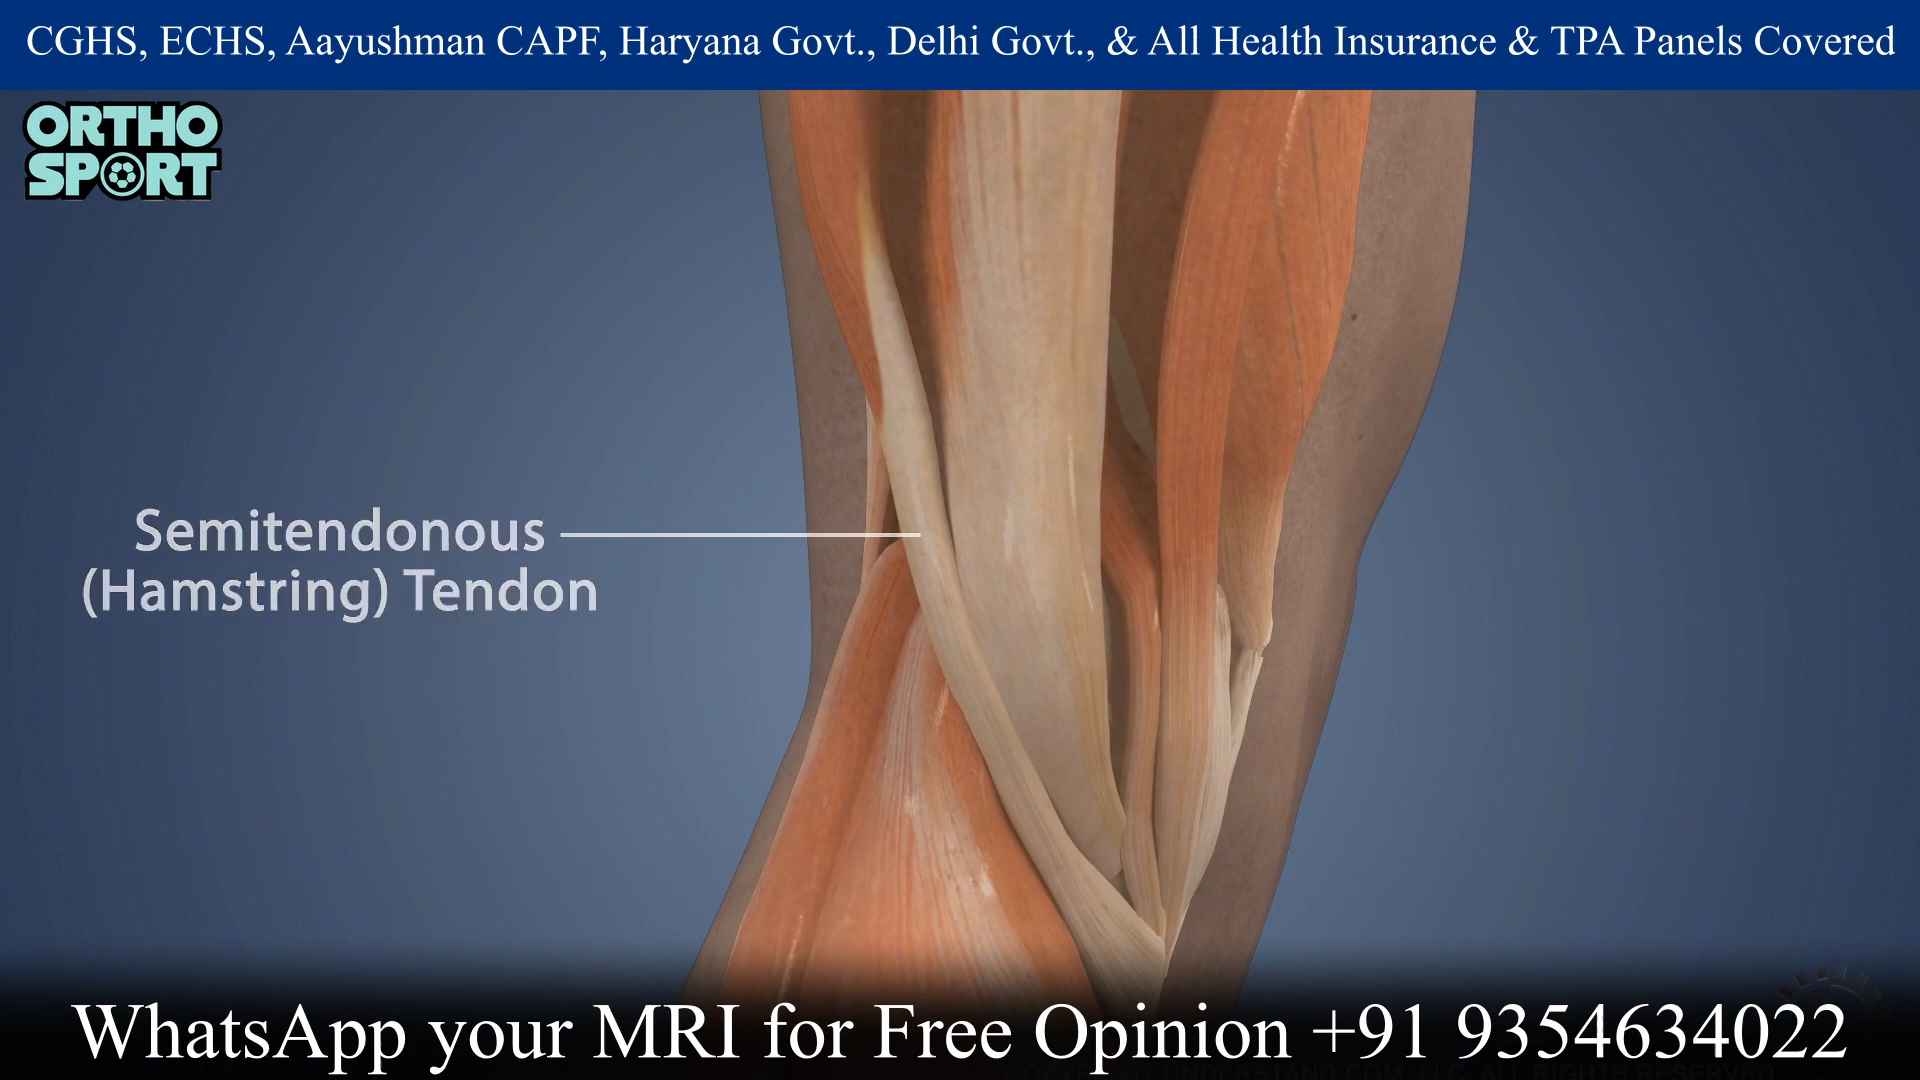 CGHS, ECHS, Aayushman CAPF, Haryana Govt., Delhi Govt., & All Health Insurance & TPA Panels Covered
ORTHO
SPORT
Semitendonous
(Hamstring) Tendon
WhatsApp your MRI for Free Opinion +91 9354634022